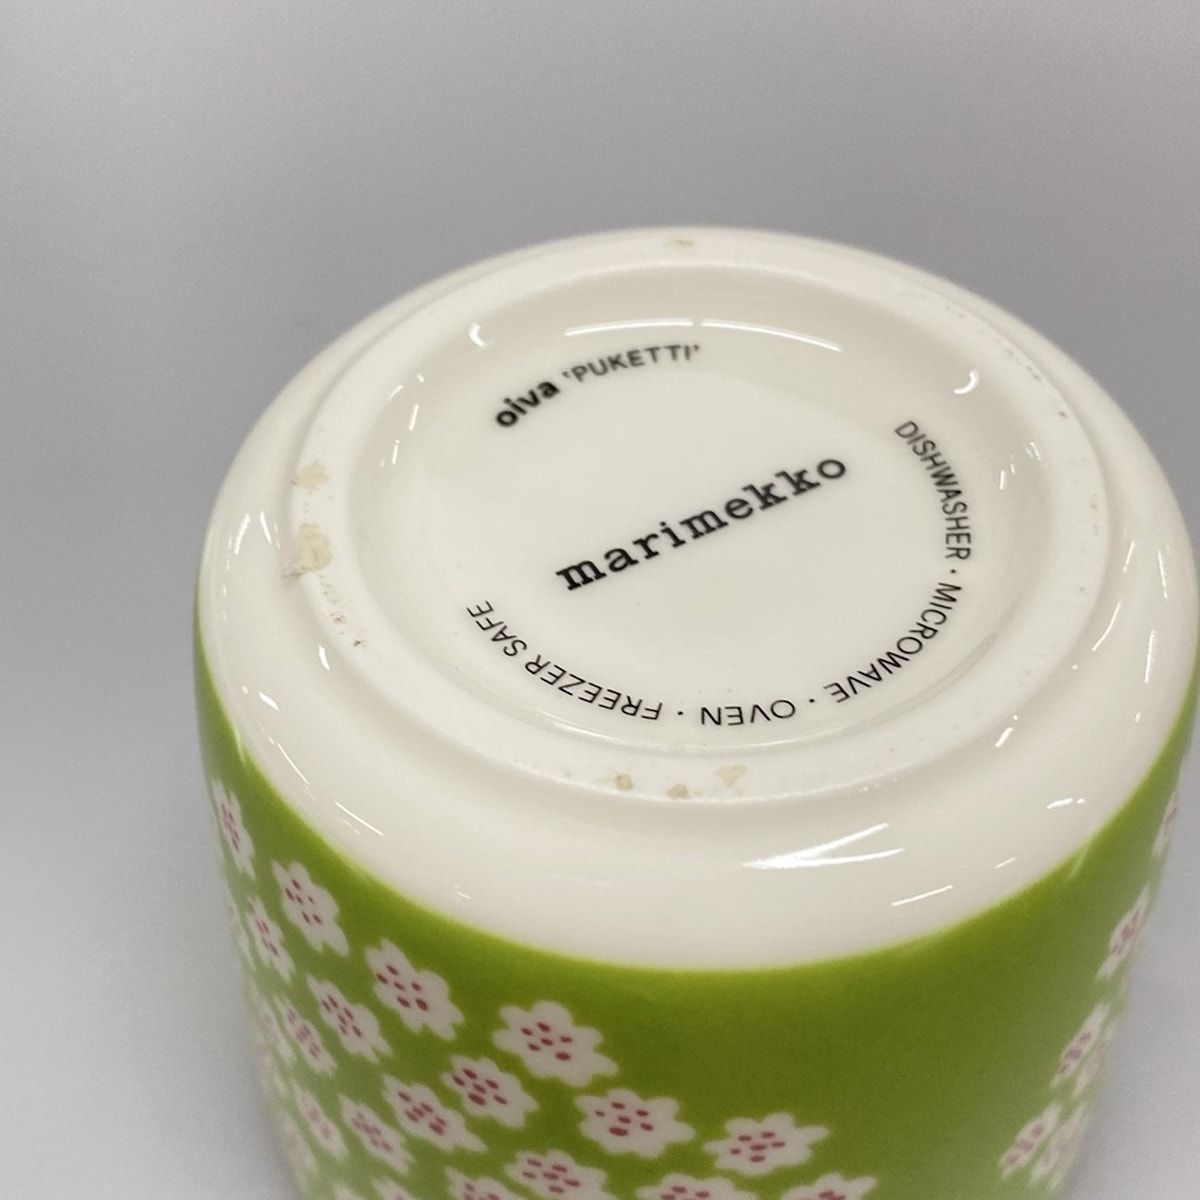 oiva 'PUKETTI'
marimekko
DISHWASHER · MICROWAVE · OVEN · FREEZER SAFE